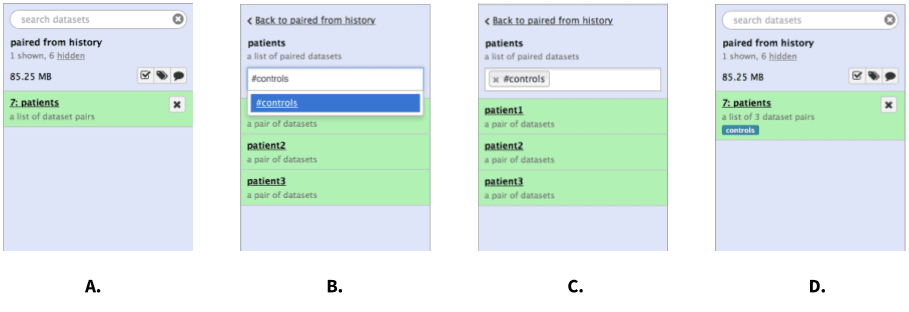 search datasets
paired from history
1 shown, 6 hidden
85.25 MB
7: patients
a list of dataset pairs
A.
< Back to paired from history
patients
a list of paired datasets
#controls
#controls
a pair of datasets
patient2
a pair of datasets
patient3
a pair of datasets
B.
< Back to paired from history
patients
a list of paired datasets
× #controls
patient1
a pair of datasets
patient2
a pair of datasets
patient3
a pair of datasets
C.
search datasets
paired from history
1 shown, 6 hidden
85.25 MB
7: patients
a list of 3 dataset pairs
controls
D.